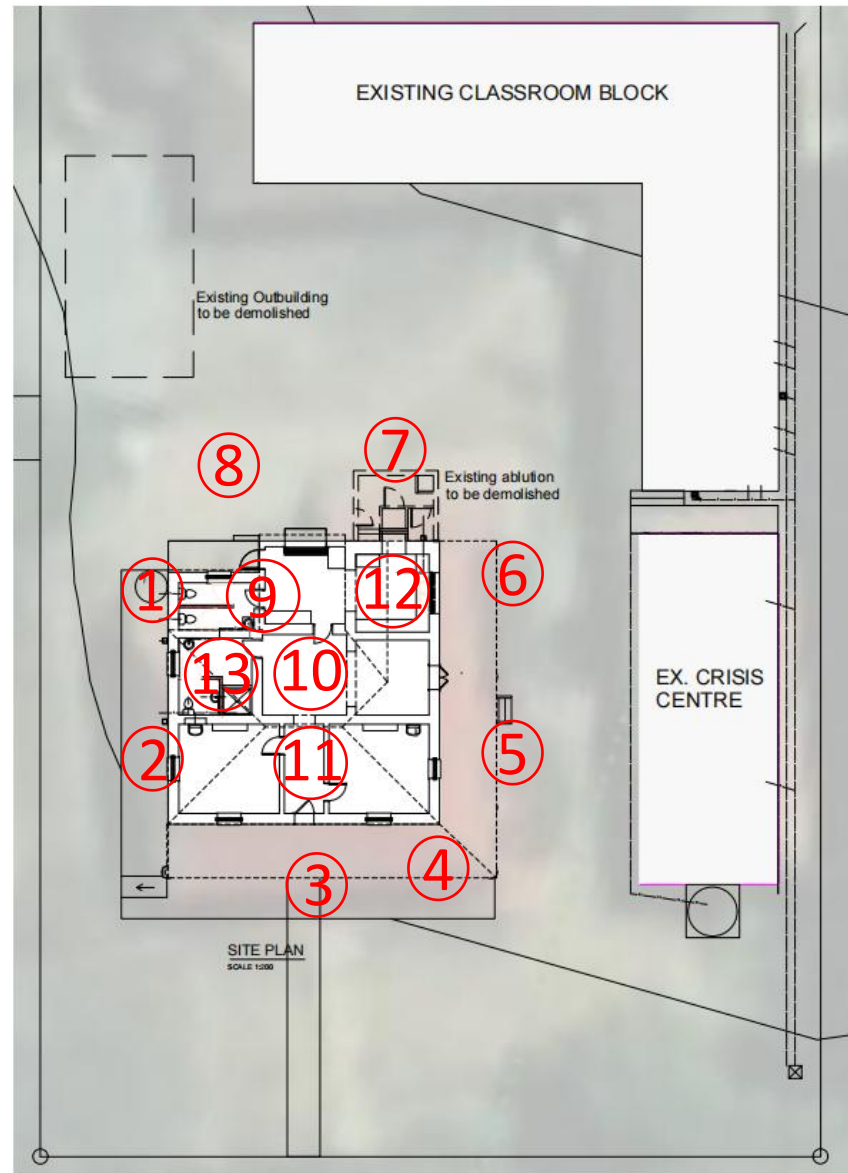 EXISTING CLASSROOM BLOCK
Existing Outbuilding
to be demolished
7
8
Existing ablution
to be demolished
6
1
9
12
13
10
EX. CRISIS
CENTRE
2
11
5
4
3
SITE PLAN
SCALE 1:200